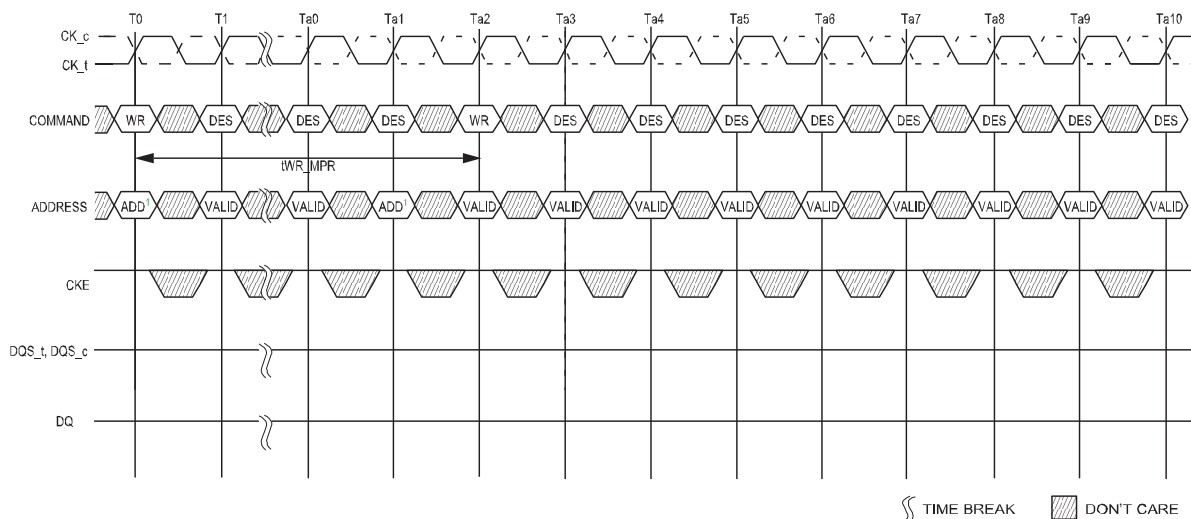 T0 T1 Ta0 Ta1 Ta2 Ta3 Ta4 Ta5 Ta6 Ta7 Ta8 Ta9 Ta10
CK_c
CK_t
COMMAND WR DES DES DES WR DES DES DES DES DES DES DES DES
tWR_MPR
ADDRESS ADD¹ VALID VALID ADD¹ VALID VALID VALID VALID VALID VALID VALID VALID VALID
CKE
DQS_t, DQS_c
DQ
TIME BREAK DON'T CARE